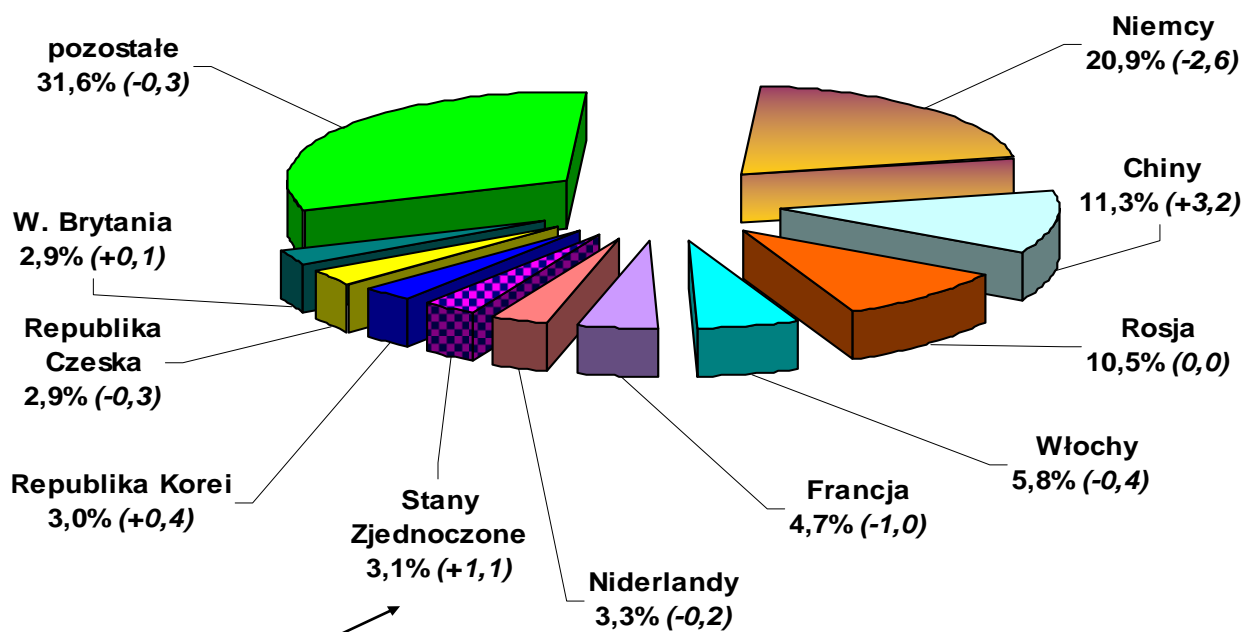 pozostałe
31,6% (-0,3)
Niemcy
20,9% (-2,6)
Chiny
11,3% (+3,2)
Rosja
10,5% (0,0)
Włochy
5,8% (-0,4)
Francja
4,7% (-1,0)
Niderlandy
3,3% (-0,2)
Stany
Zjednoczone
3,1% (+1,1)
Republika Korei
3,0% (+0,4)
Republika
Czeska
2,9% (-0,3)
W. Brytania
2,9% (+0,1)